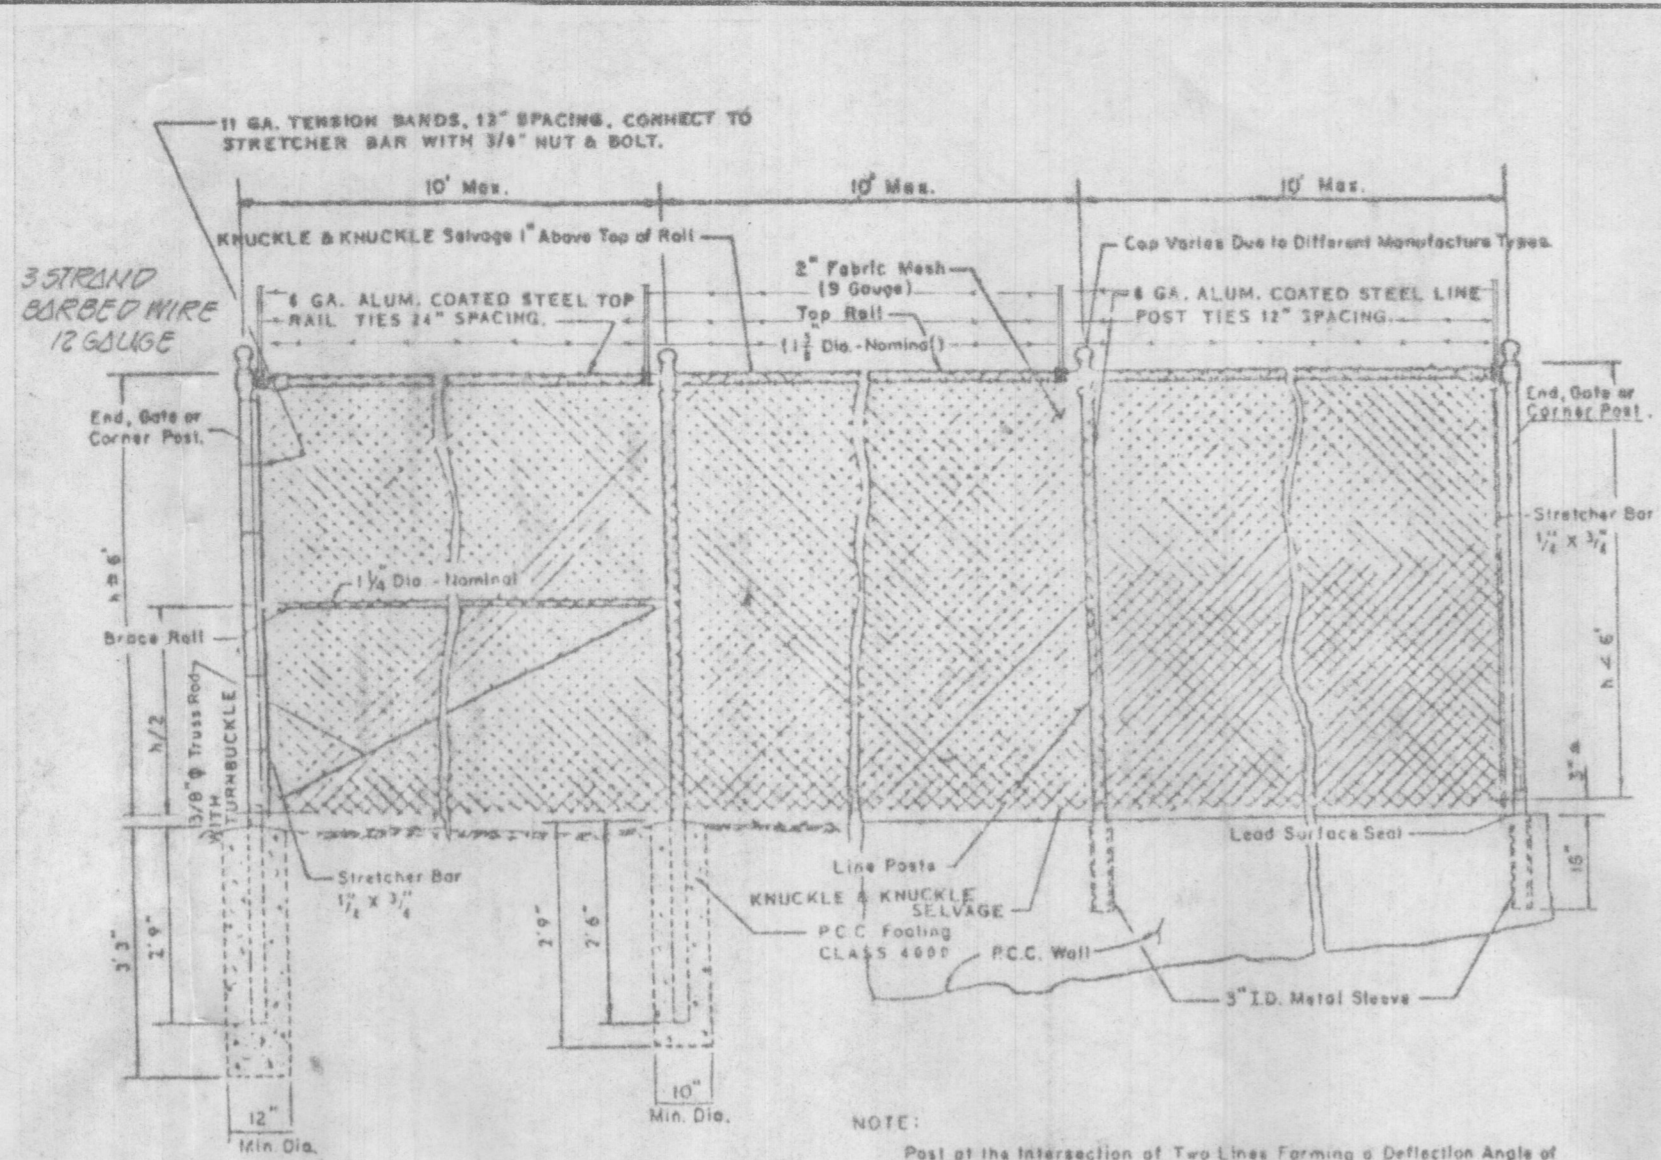 11 GA. TENSION BANDS, 12" SPACING, CONNECT TO
STRETCHER BAR WITH 3/8" NUT & BOLT.
10' Max.
10' Max.
10' Max.
KNUCKLE & KNUCKLE Selvage 1" Above Top of Rail
Cap Varies Due to Different Manufacture Types.
3 STRAND
BARBED WIRE
12 GAUGE
2" Fabric Mesh
(9 Gauge)
6 GA. ALUM. COATED STEEL TOP
RAIL TIES 24" SPACING.
Top Rail
(1 5/8" Dia.-Nominal)
6 GA. ALUM. COATED STEEL LINE
POST TIES 12" SPACING.
End, Gate or
Corner Post.
End, Gate or
Corner Post.
Stretcher Bar
1/4" X 3/4"
h ≥ 6'
h < 6'
1 1/4" Dia.-Nominal
Brace Rail
h/2
3/8" Φ Truss Rod
WITH
TURNBUCKLE
3"
Lead Surface Seal
15"
Line Posts
Stretcher Bar
1/4" X 3/4"
KNUCKLE & KNUCKLE
SELVAGE
P.C.C. Footing
CLASS 4000
P.C.C. Wall
3" I.D. Metal Sleeve
3'3"
2'9"
2'9"
2'6"
12"
Min. Dia.
10"
Min. Dia.
NOTE:
Post at the Intersection of Two Lines Forming a Deflection Angle of